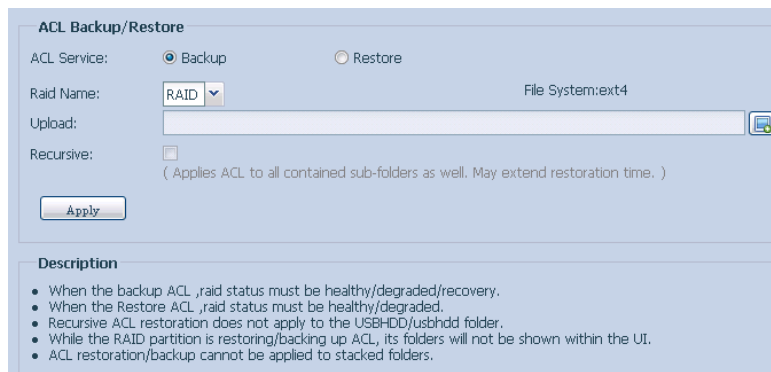 ACL Backup/Restore
ACL Service: Backup Restore
Raid Name: RAID File System:ext4
Upload:
Recursive:
( Applies ACL to all contained sub-folders as well. May extend restoration time. )
Apply
Description
• When the backup ACL ,raid status must be healthy/degraded/recovery.
• When the Restore ACL ,raid status must be healthy/degraded.
• Recursive ACL restoration does not apply to the USBHDD/usbhdd folder.
• While the RAID partition is restoring/backing up ACL, its folders will not be shown within the UI.
• ACL restoration/backup cannot be applied to stacked folders.